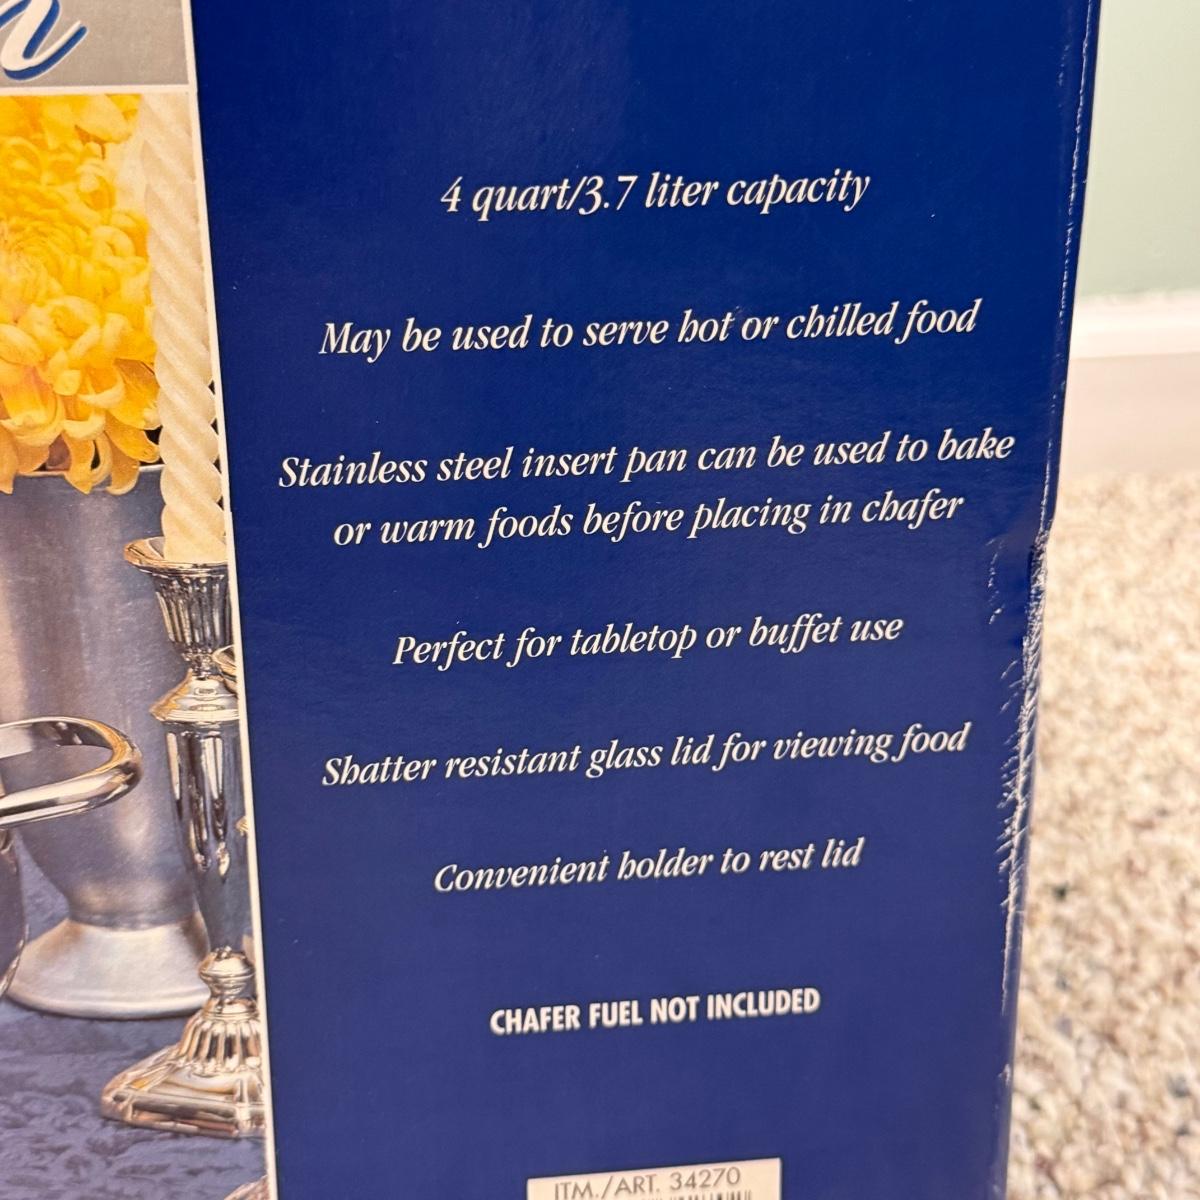 4 quart/3.7 liter capacity
May be used to serve hot or chilled food
Stainless steel insert pan can be used to bake
or warm foods before placing in chafer
Perfect for tabletop or buffet use
Shatter resistant glass lid for viewing food
Convenient holder to rest lid
CHAFER FUEL NOT INCLUDED
ITM./ART. 34270